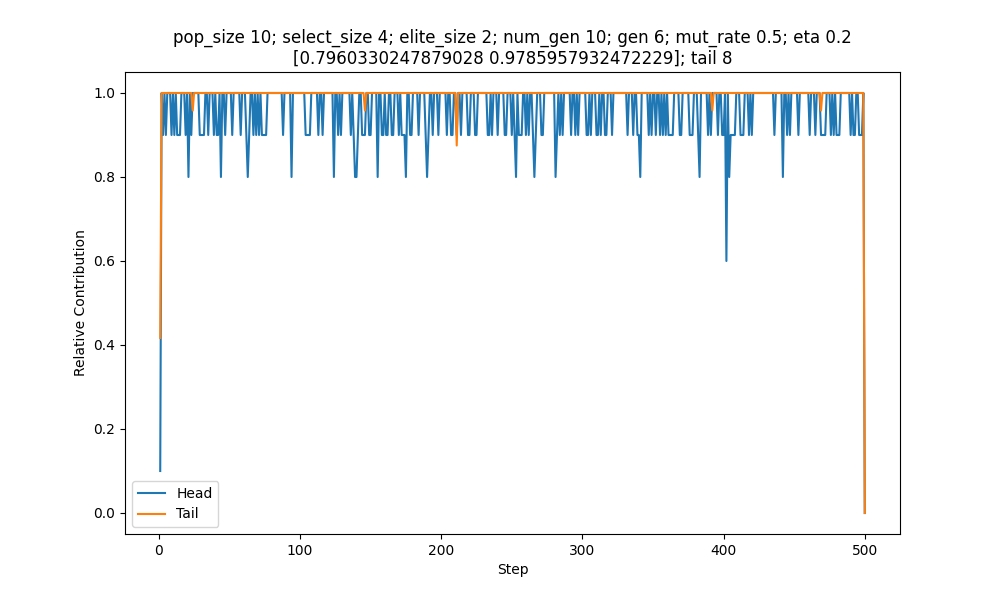 pop_size 10; select_size 4; elite_size 2; num_gen 10; gen 6; mut_rate 0.5; eta 0.2
[0.7960330247879028 0.9785957932472229]; tail 8
1.0
0.8
0.6
0.4
0.2
0.0
Relative Contribution
Head
Tail
0
100
200
300
400
500
Step